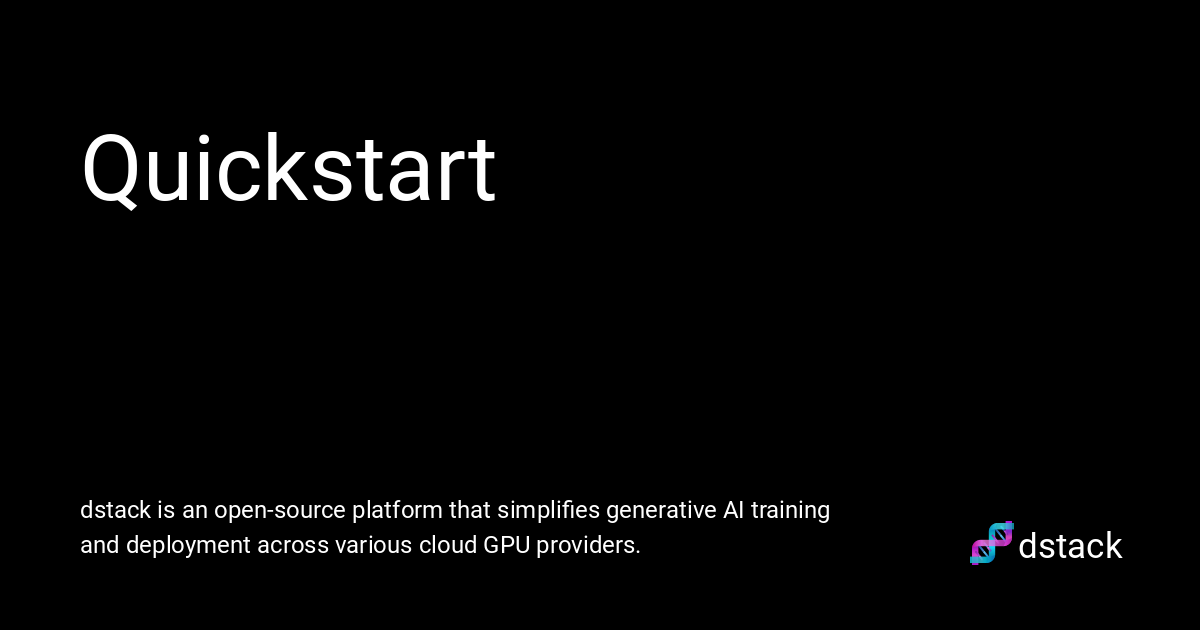 Quickstart
dstack is an open-source platform that simplifies generative AI training
and deployment across various cloud GPU providers.
dstack